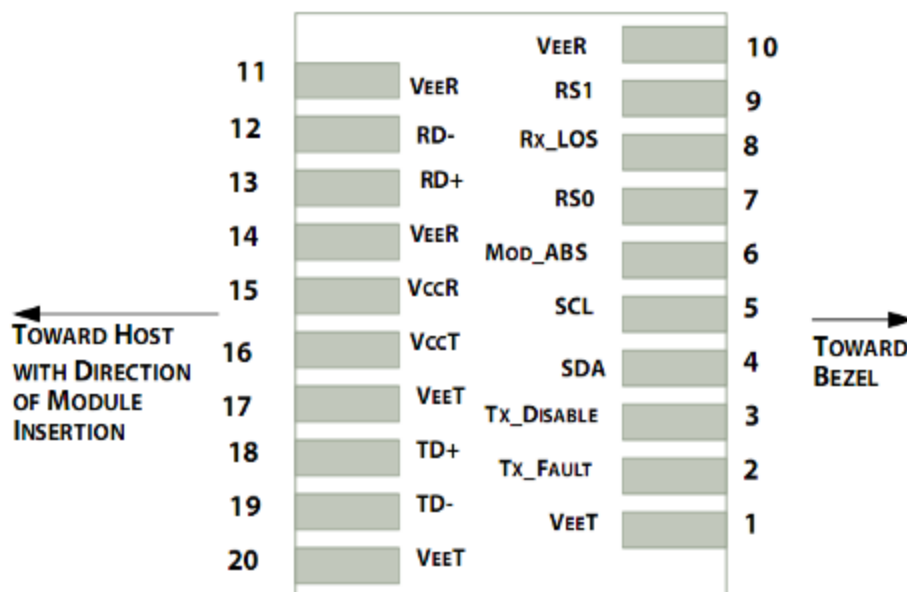 11 VEER
12 RD-
13 RD+
14 VEER
15 VCCR
16 VCCT
17 VEET
18 TD+
19 TD-
20 VEET
VEER 10
RS1 9
RX_LOS 8
RS0 7
MOD_ABS 6
SCL 5
SDA 4
TX_DISABLE 3
TX_FAULT 2
VEET 1
TOWARD HOST
WITH DIRECTION
OF MODULE
INSERTION
TOWARD
BEZEL